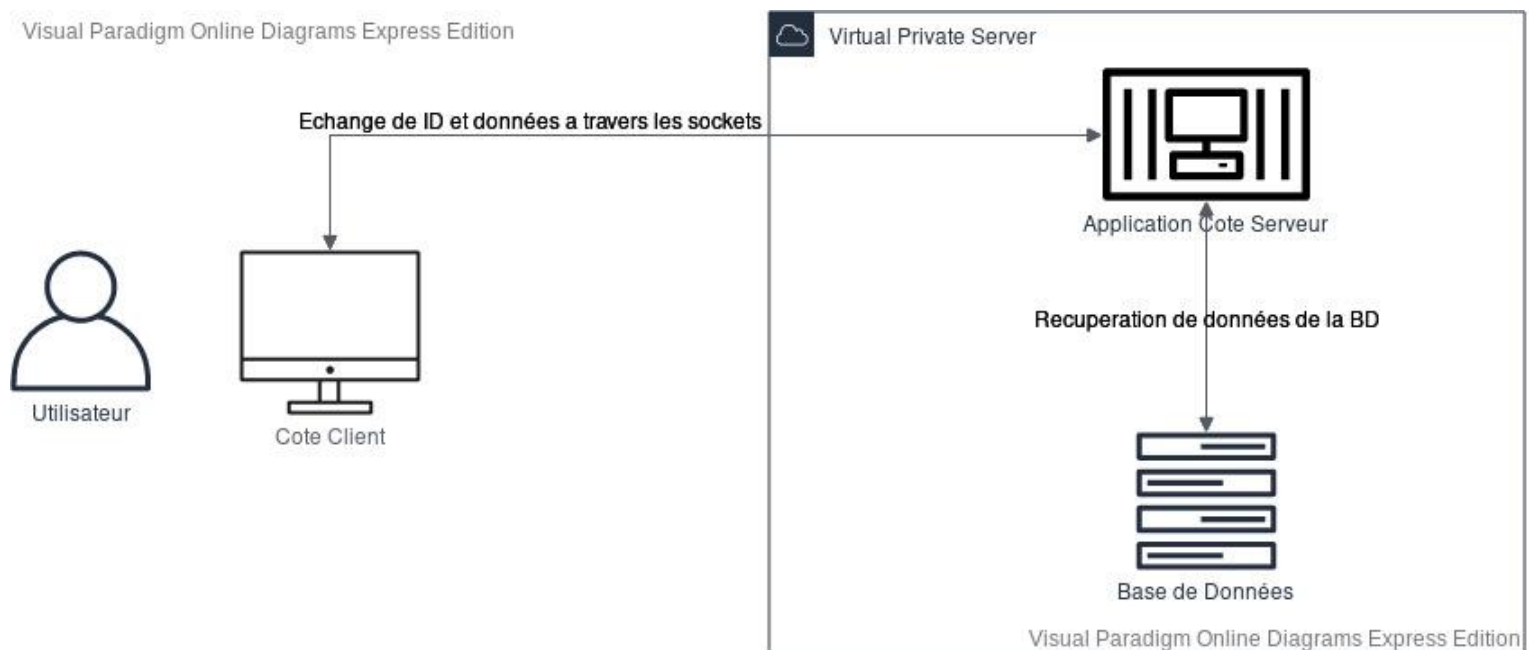 Visual Paradigm Online Diagrams Express Edition
Virtual Private Server
Echange de ID et données a travers les sockets
Application Cote Serveur
Recuperation de données de la BD
Utilisateur
Cote Client
Base de Données
Visual Paradigm Online Diagrams Express Edition